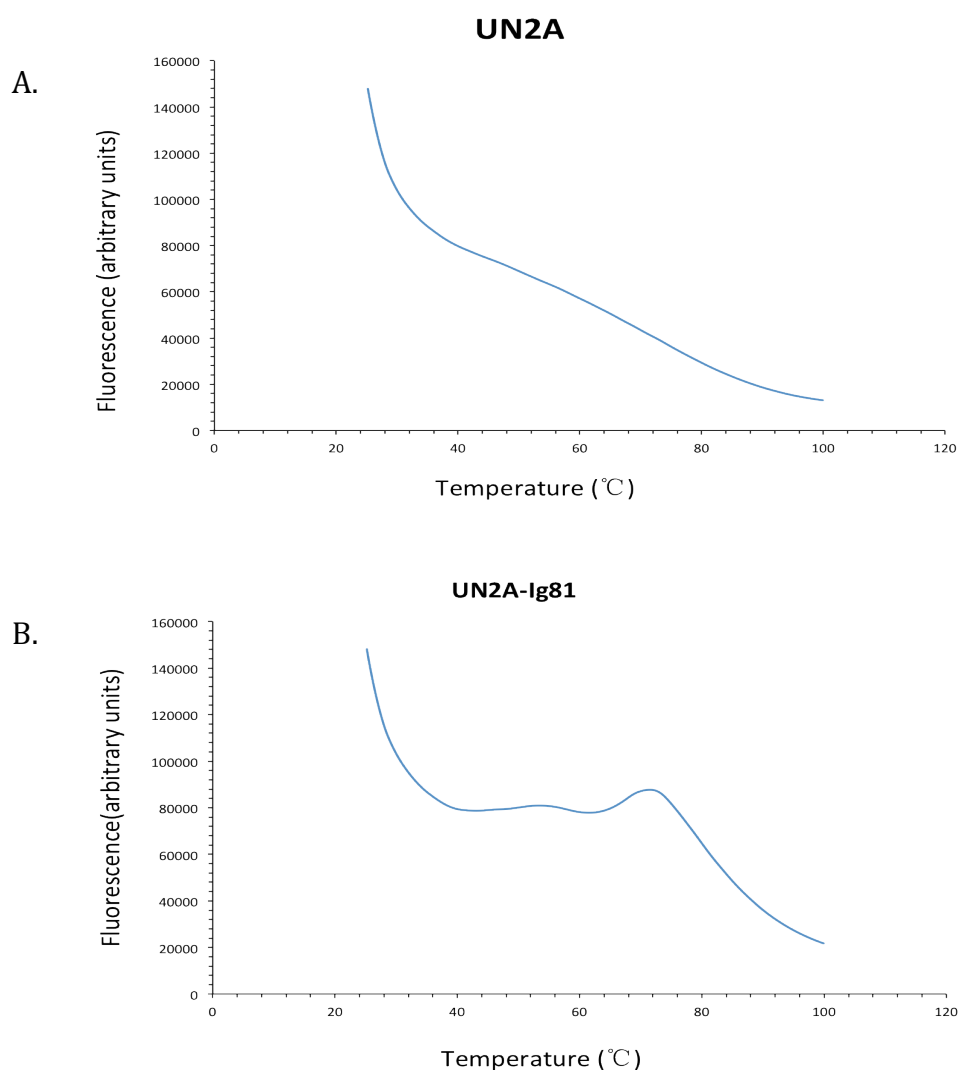 UN2A
A.
160000
140000
120000
100000
80000
60000
40000
20000
0
Fluorescence (arbitrary units)
0 20 40 60 80 100 120
Temperature (℃)
UN2A-Ig81
B.
160000
140000
120000
100000
80000
60000
40000
20000
0
Fluorescence(arbitrary units)
0 20 40 60 80 100 120
Temperature (℃)